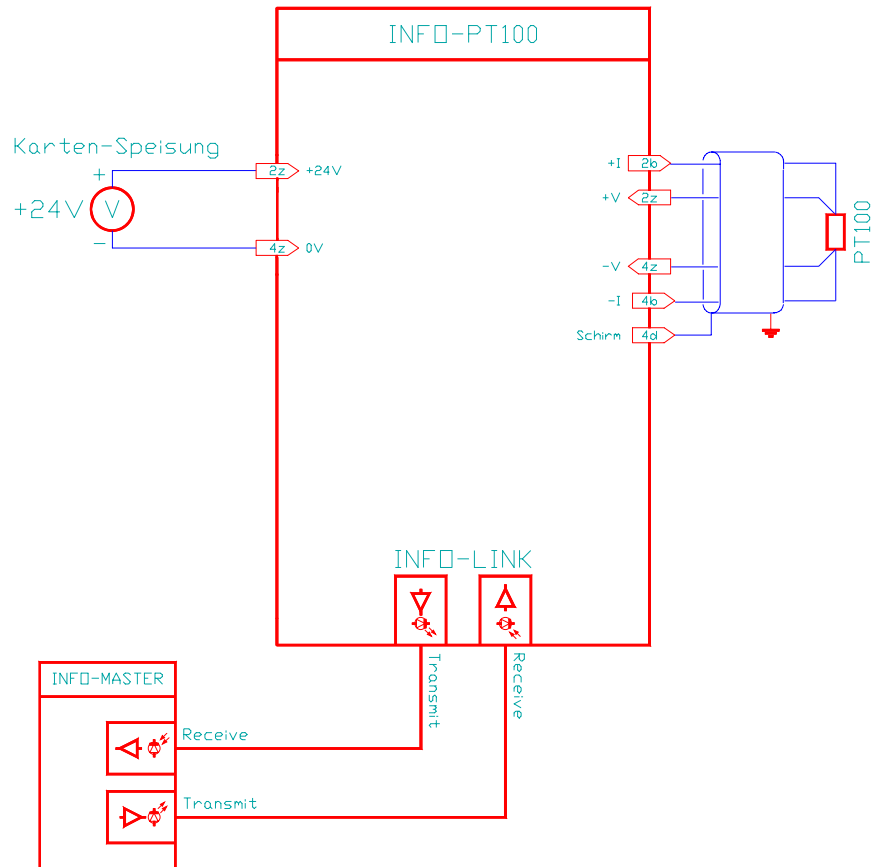 INFO-PT100
Karten-Speisung
+
+24V
V
-
2z +24V
4z 0V
+I 2b
+V 2z
-V 4z
-I 4b
Schirm 4d
PT100
INFO-LINK
Transmit
Receive
INFO-MASTER
Receive
Transmit